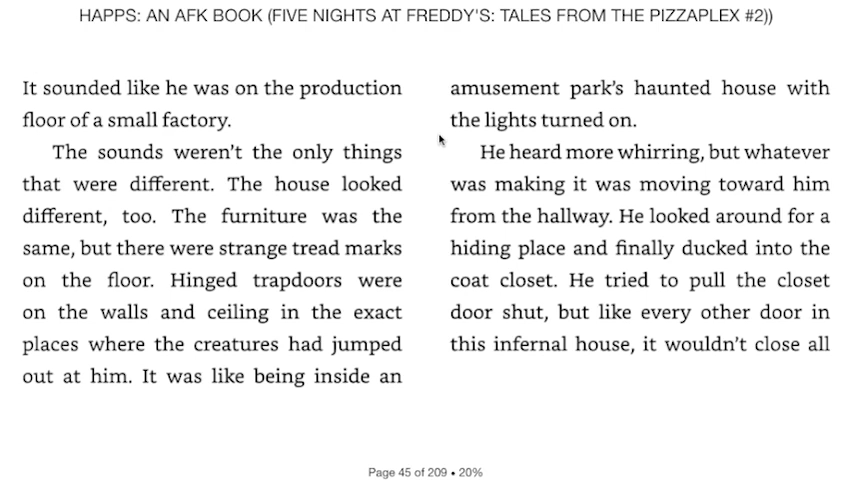 HAPPS: AN AFK BOOK (FIVE NIGHTS AT FREDDY'S: TALES FROM THE PIZZAPLEX #2))
It sounded like he was on the production
floor of a small factory.
The sounds weren't the only things
that were different. The house looked
different, too. The furniture was the
same, but there were strange tread marks
on the floor. Hinged trapdoors were
on the walls and ceiling in the exact
places where the creatures had jumped
out at him. It was like being inside an
amusement park's haunted house with
the lights turned on.
He heard more whirring, but whatever
was making it was moving toward him
from the hallway. He looked around for a
hiding place and finally ducked into the
coat closet. He tried to pull the closet
door shut, but like every other door in
this infernal house, it wouldn't close all
Page 45 of 209 • 20%